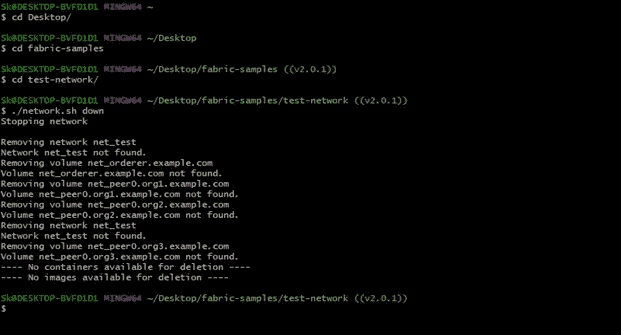 Sk@DESKTOP-BVFD1D1 MINGW64 ~
$ cd Desktop/
Sk@DESKTOP-BVFD1D1 MINGW64 ~/Desktop
$ cd fabric-samples
Sk@DESKTOP-BVFD1D1 MINGW64 ~/Desktop/fabric-samples ((v2.0.1))
$ cd test-network/
Sk@DESKTOP-BVFD1D1 MINGW64 ~/Desktop/fabric-samples/test-network ((v2.0.1))
$ ./network.sh down
Stopping network
Removing network net_test
Network net_test not found.
Removing volume net_orderer.example.com
Volume net_orderer.example.com not found.
Removing volume net_peer0.org1.example.com
Volume net_peer0.org1.example.com not found.
Removing volume net_peer0.org2.example.com
Volume net_peer0.org2.example.com not found.
Removing network net_test
Network net_test not found.
Removing volume net_peer0.org3.example.com
Volume net_peer0.org3.example.com not found.
---- No containers available for deletion ----
---- No images available for deletion ----
Sk@DESKTOP-BVFD1D1 MINGW64 ~/Desktop/fabric-samples/test-network ((v2.0.1))
$